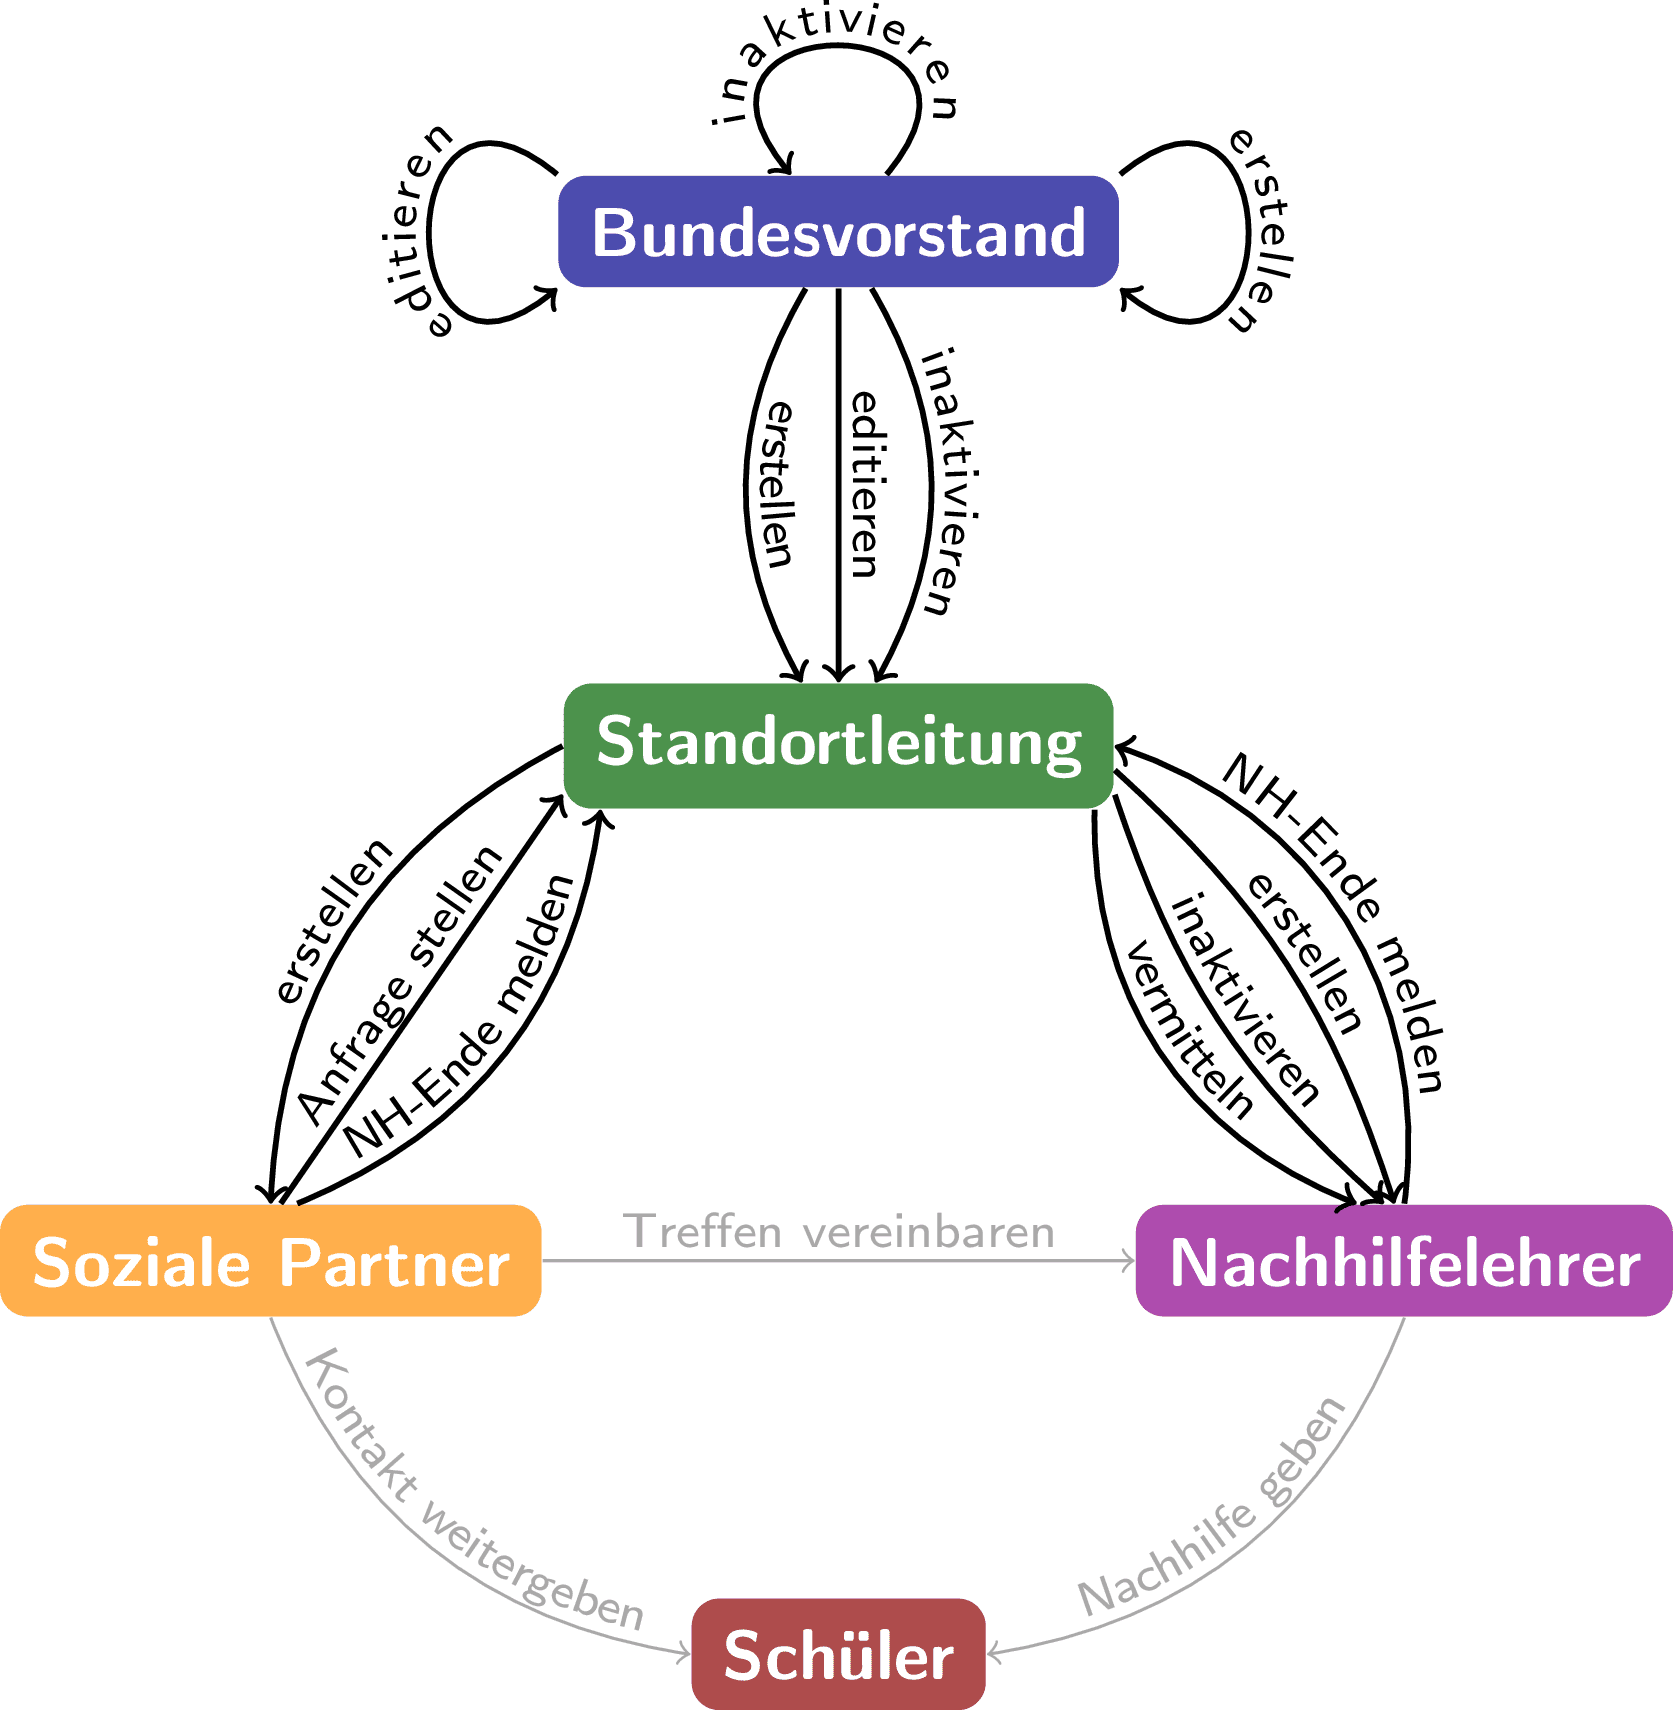 inaktivieren
editieren
erstellen
Bundesvorstand
erstellen
editieren
inaktivieren
Standortleitung
erstellen
Anfrage stellen
NH-Ende melden
vermitteln
inaktivieren
erstellen
NH-Ende melden
Soziale Partner
Treffen vereinbaren
Nachhilfelehrer
Kontakt weitergeben
Nachhilfe geben
Schüler